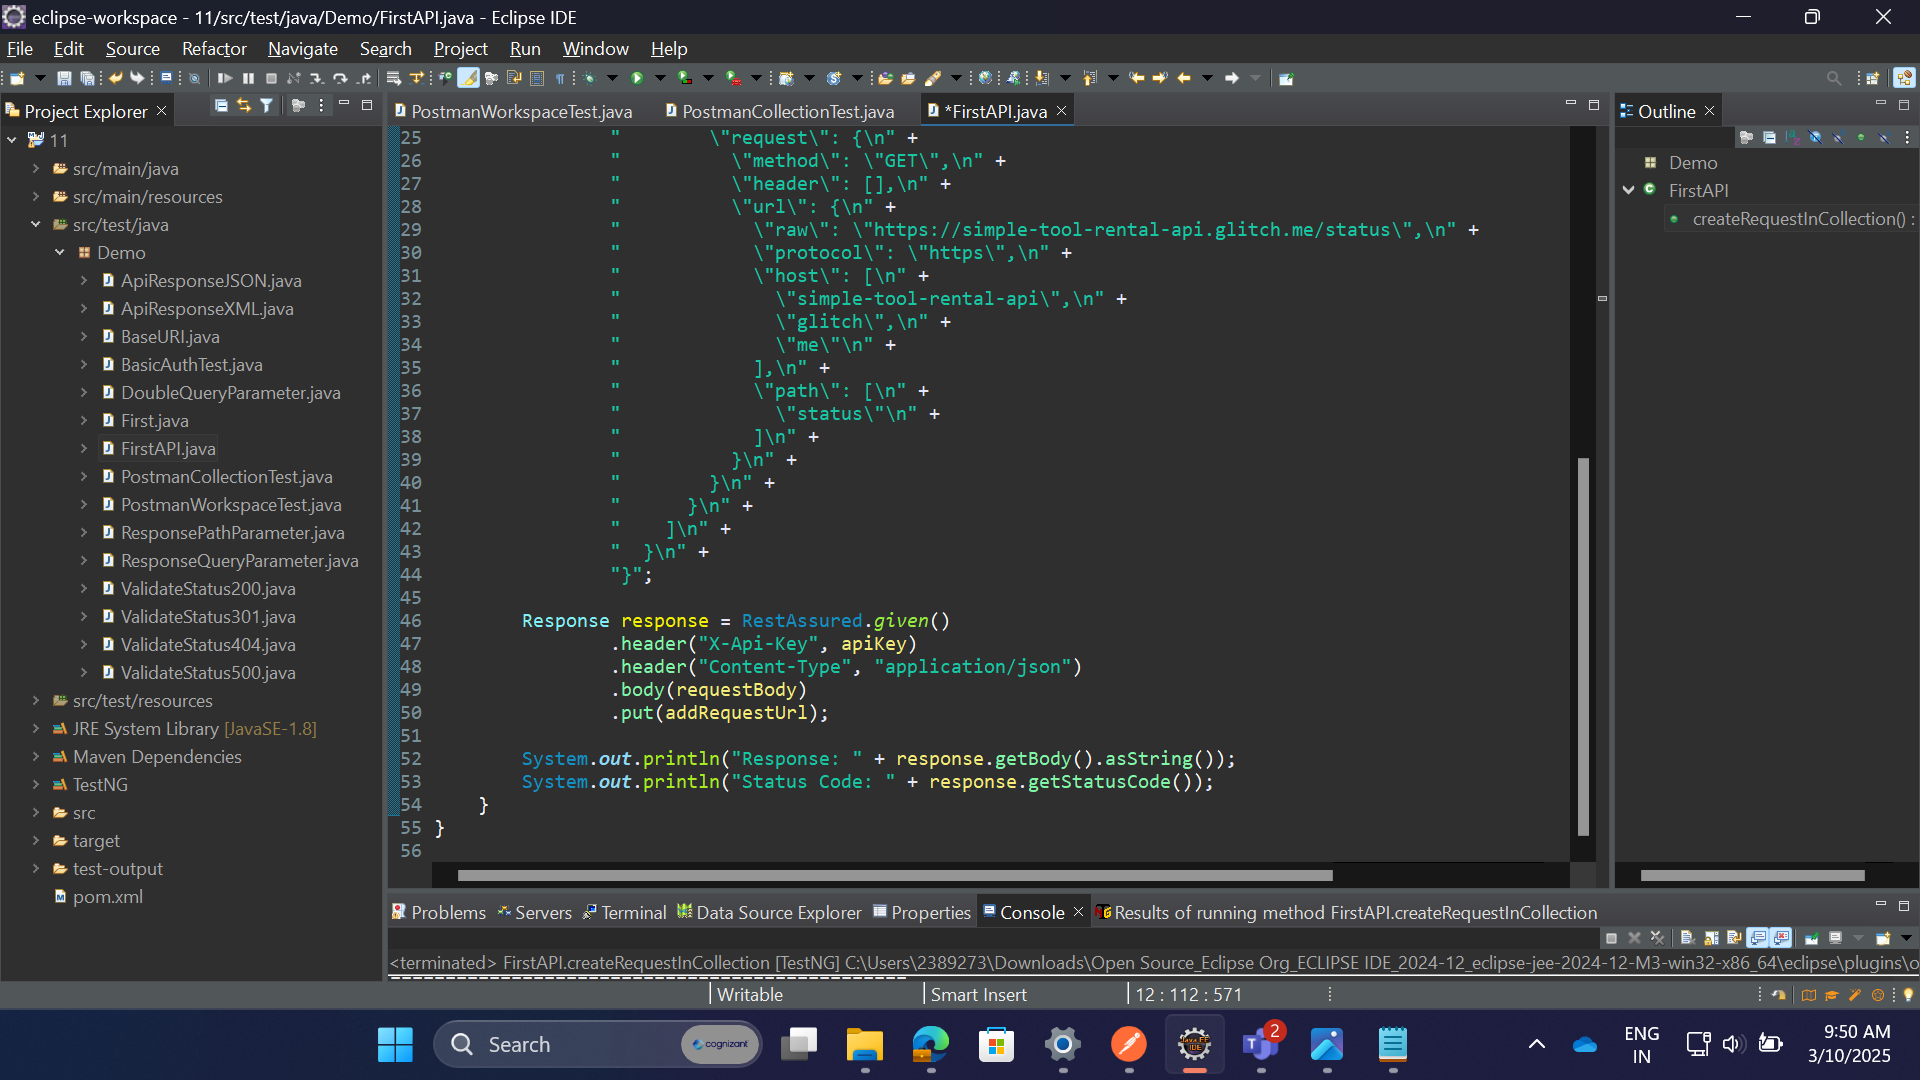 eclipse-workspace - 11/src/test/java/Demo/FirstAPI.java - Eclipse IDE
File Edit Source Refactor Navigate Search Project Run Window Help
Project Explorer
11
src/main/java
src/main/resources
src/test/java
Demo
ApiResponseJSON.java
ApiResponseXML.java
BaseURI.java
BasicAuthTest.java
DoubleQueryParameter.java
First.java
FirstAPI.java
PostmanCollectionTest.java
PostmanWorkspaceTest.java
ResponsePathParameter.java
ResponseQueryParameter.java
ValidateStatus200.java
ValidateStatus301.java
ValidateStatus404.java
ValidateStatus500.java
src/test/resources
JRE System Library [JavaSE-1.8]
Maven Dependencies
TestNG
src
target
test-output
pom.xml
PostmanWorkspaceTest.java PostmanCollectionTest.java *FirstAPI.java
25 " \"request\": {\n" +
26 " \"method\": \"GET\",\n" +
27 " \"header\": [],\n" +
28 " \"url\": {\n" +
29 " \"raw\": \"https://simple-tool-rental-api.glitch.me/status\",\n" +
30 " \"protocol\": \"https\",\n" +
31 " \"host\": [\n" +
32 " \"simple-tool-rental-api\",\n" +
33 " \"glitch\",\n" +
34 " \"me\"\n" +
35 " ],\n" +
36 " \"path\": [\n" +
37 " \"status\"\n" +
38 " ]\n" +
39 " }\n" +
40 " }\n" +
41 " }\n" +
42 " ]\n" +
43 " }\n" +
44 "}";
45
46 Response response = RestAssured.given()
47 .header("X-Api-Key", apiKey)
48 .header("Content-Type", "application/json")
49 .body(requestBody)
50 .put(addRequestUrl);
51
52 System.out.println("Response: " + response.getBody().asString());
53 System.out.println("Status Code: " + response.getStatusCode());
54 }
55 }
56
Outline
Demo
FirstAPI
createRequestInCollection() :
Problems Servers Terminal Data Source Explorer Properties Console Results of running method FirstAPI.createRequestInCollection
<terminated> FirstAPI.createRequestInCollection [TestNG] C:\Users\2389273\Downloads\Open Source_Eclipse Org_ECLIPSE IDE_2024-12_eclipse-jee-2024-12-M3-win32-x86_64\eclipse\plugins\o
Writable Smart Insert 12 : 112 : 571
Search cognizant 2 ENG IN 9:50 AM 3/10/2025